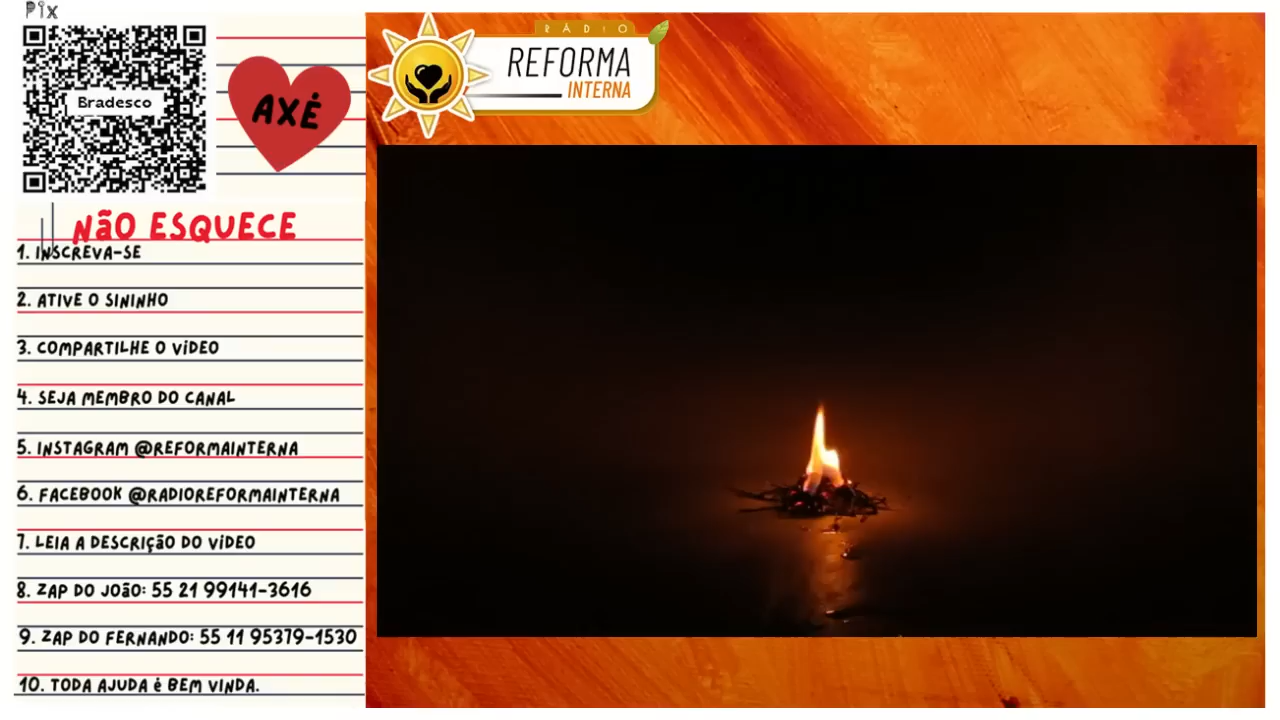 Pix
Bradesco
AXÉ
NÃO ESQUECE
1. INSCREVA-SE
2. ATIVE O SININHO
3. COMPARTILHE O VÍDEO
4. SEJA MEMBRO DO CANAL
5. INSTAGRAM @REFORMAINTERNA
6. FACEBOOK @RADIOREFORMAINTERNA
7. LEIA A DESCRIÇÃO DO VÍDEO
8. ZAP DO JOÃO: 55 21 99141-3616
9. ZAP DO FERNANDO: 55 11 95379-1530
10. TODA AJUDA É BEM VINDA.
RÁDIO
REFORMA
INTERNA